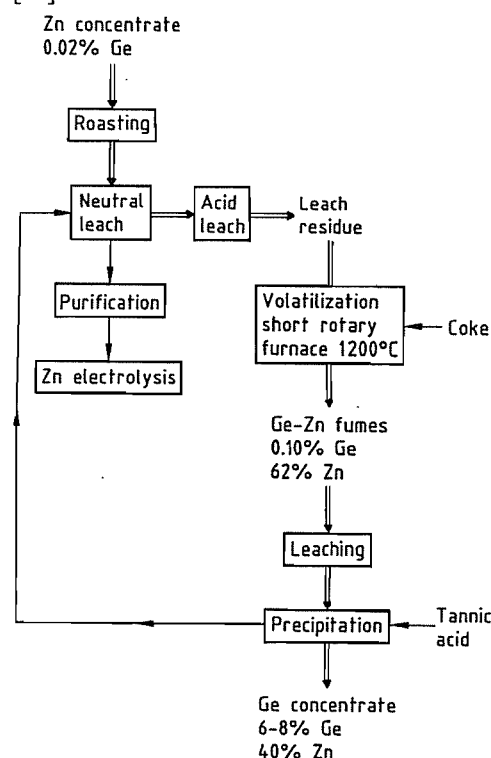 Zn concentrate
0.02% Ge
Roasting
Neutral
leach
Acid
leach
Leach
residue
Purification
Zn electrolysis
Volatilization
short rotary
furnace 1200°C
Coke
Ge-Zn fumes
0.10% Ge
62% Zn
Leaching
Precipitation
Tannic
acid
Ge concentrate
6-8% Ge
40% Zn